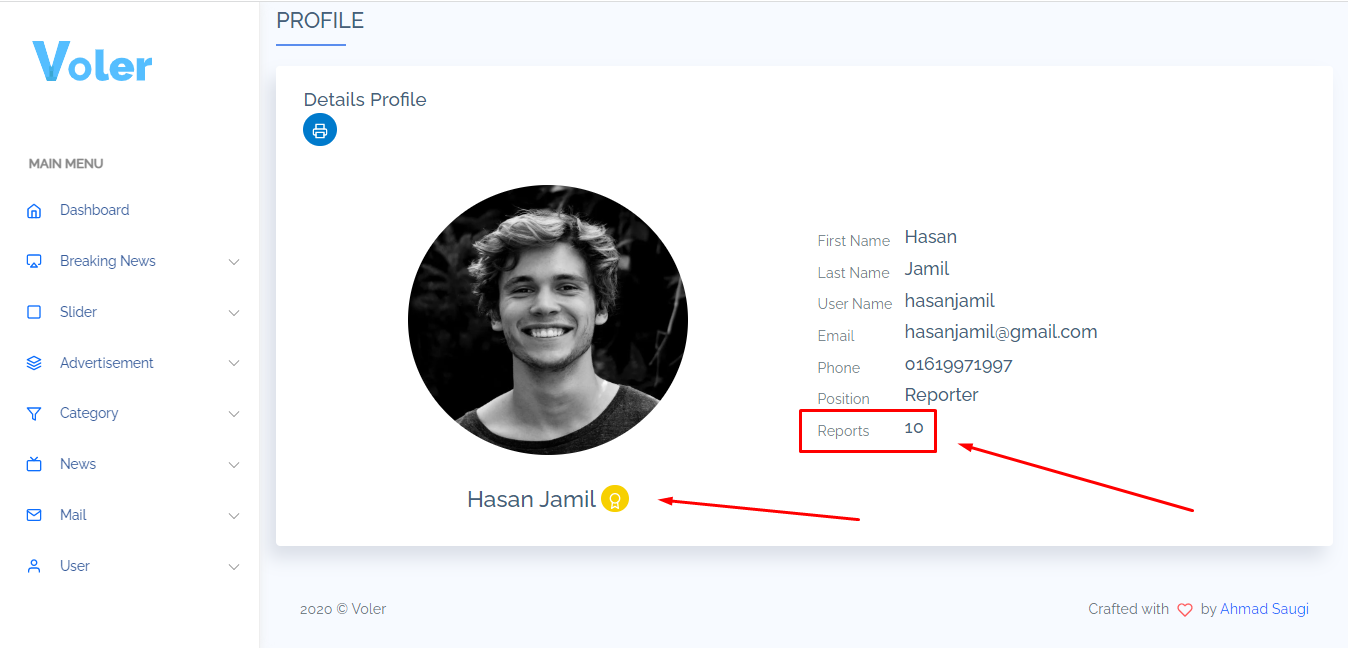 PROFILE
Voler
MAIN MENU
Dashboard
Breaking News
Slider
Advertisement
Category
News
Mail
User
Details Profile
Hasan Jamil
First Name Hasan
Last Name Jamil
User Name hasanjamil
Email hasanjamil@gmail.com
Phone 01619971997
Position Reporter
Reports 10
2020 © Voler
Crafted with by Ahmad Saugi